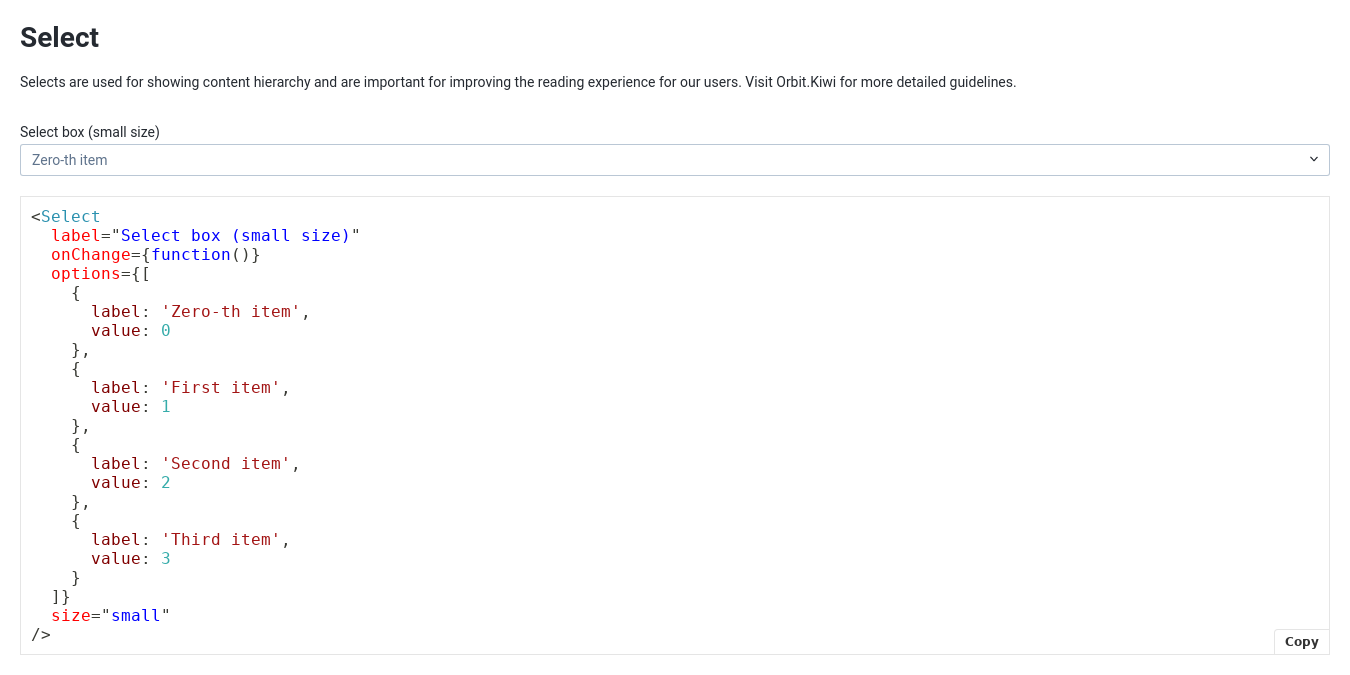 Select
Selects are used for showing content hierarchy and are important for improving the reading experience for our users. Visit Orbit.Kiwi for more detailed guidelines.
Select box (small size)
Zero-th item
<Select
  label="Select box (small size)"
  onChange={function()}
  options={[
    {
      label: 'Zero-th item',
      value: 0
    },
    {
      label: 'First item',
      value: 1
    },
    {
      label: 'Second item',
      value: 2
    },
    {
      label: 'Third item',
      value: 3
    }
  ]}
  size="small"
/>
Copy